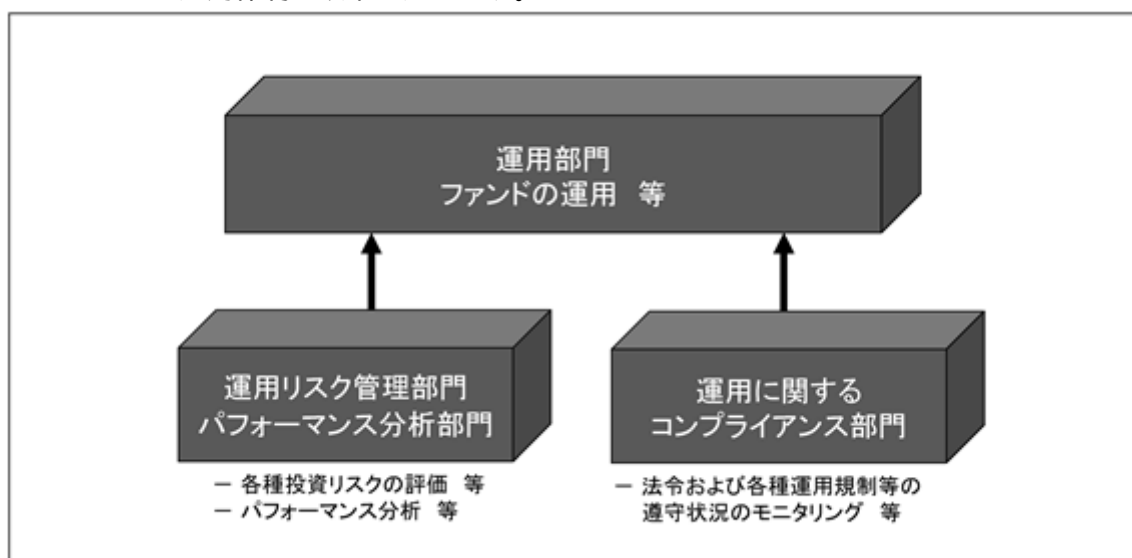 運用部門
ファンドの運用 等
運用リスク管理部門
パフォーマンス分析部門
運用に関する
コンプライアンス部門
－ 各種投資リスクの評価 等
－ パフォーマンス分析 等
－ 法令および各種運用規制等の
遵守状況のモニタリング 等